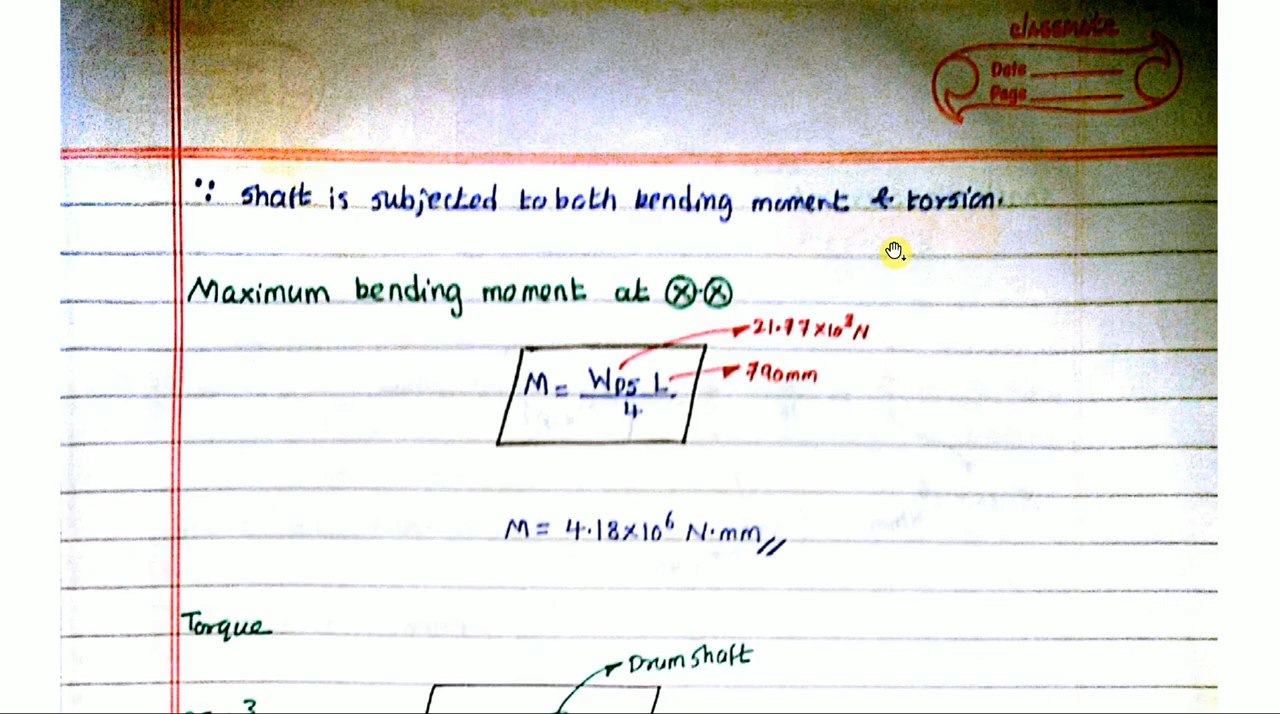 classmate
Date
Page
∵ shaft is subjected to both bending moment & torsion.
Maximum bending moment at ⊗-⊗
21.77×10³N
M = WPS L / 4
790mm
M = 4.18×10⁶ N·mm
Torque
Drum shaft
3